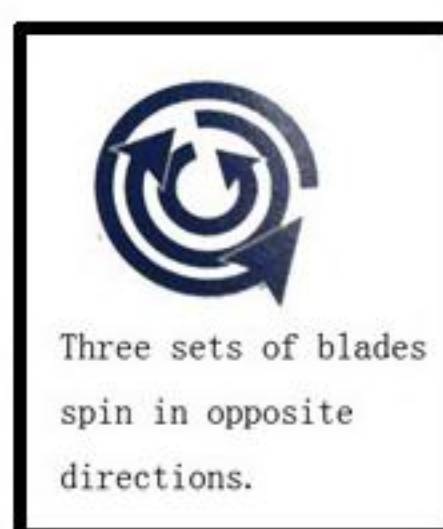 Three sets of blades
spin in opposite
directions.